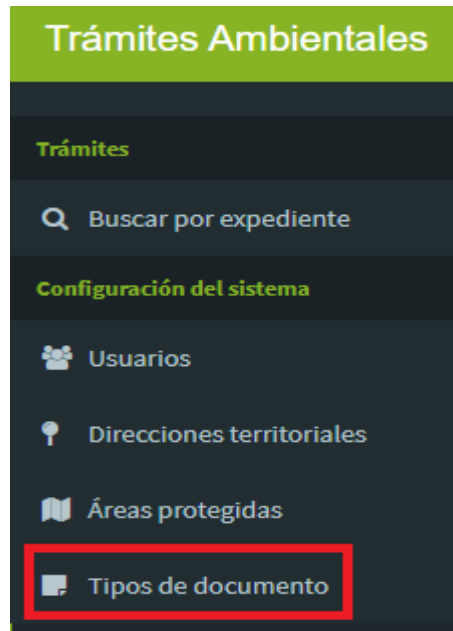 Trámites Ambientales
Trámites
Buscar por expediente
Configuración del sistema
Usuarios
Direcciones territoriales
Áreas protegidas
Tipos de documento